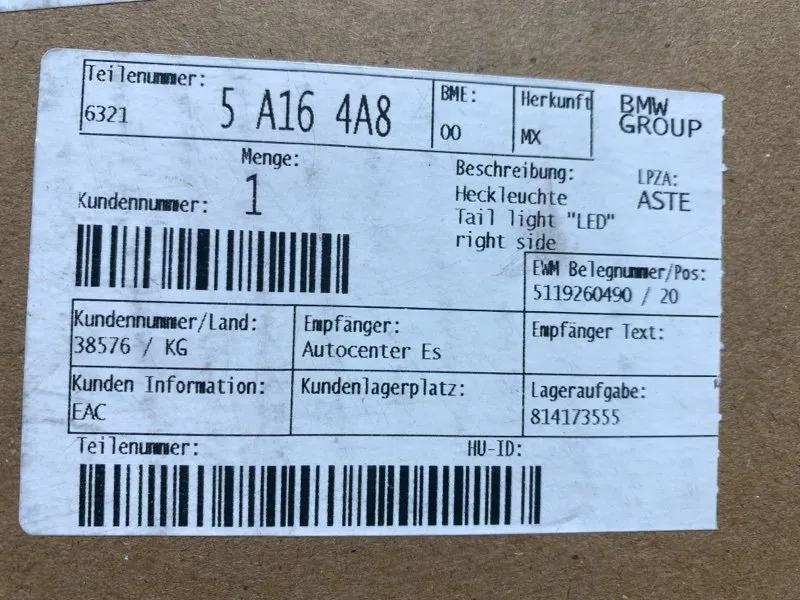 Teilenummer:
6321 5 A16 4A8
BME:
00
Herkunft
MX
BMW
GROUP
Menge:
1
Kundennummer:
Beschreibung:
Heckleuchte
Tail light "LED"
right side
LPZA:
ASTE
EWM Belegnummer/Pos:
5119260490 / 20
Kundennummer/Land:
38576 / KG
Empfänger:
Autocenter Es
Empfänger Text:
Kunden Information:
EAC
Kundenlagerplatz:
Lageraufgabe:
814173555
Teilenummer:
HU-ID: